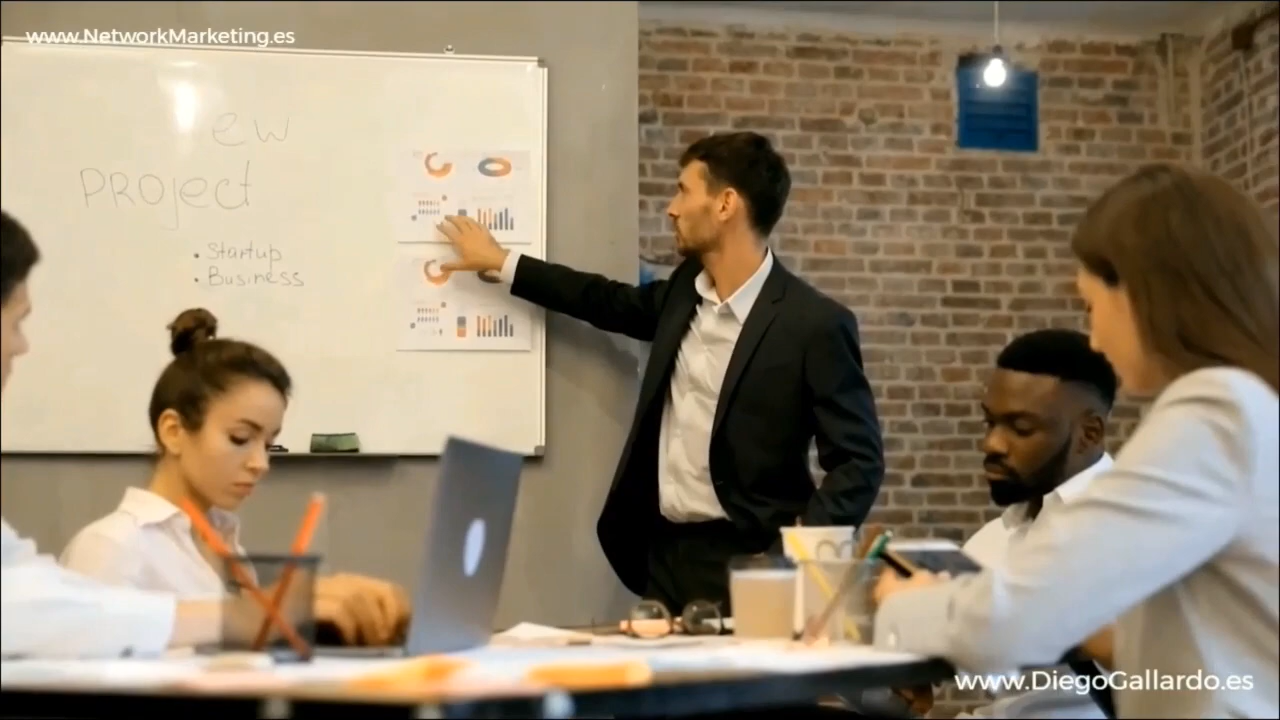 www.NetworkMarketing.es
ew
PROject
• Startup
• Business
www.DiegoGallardo.es